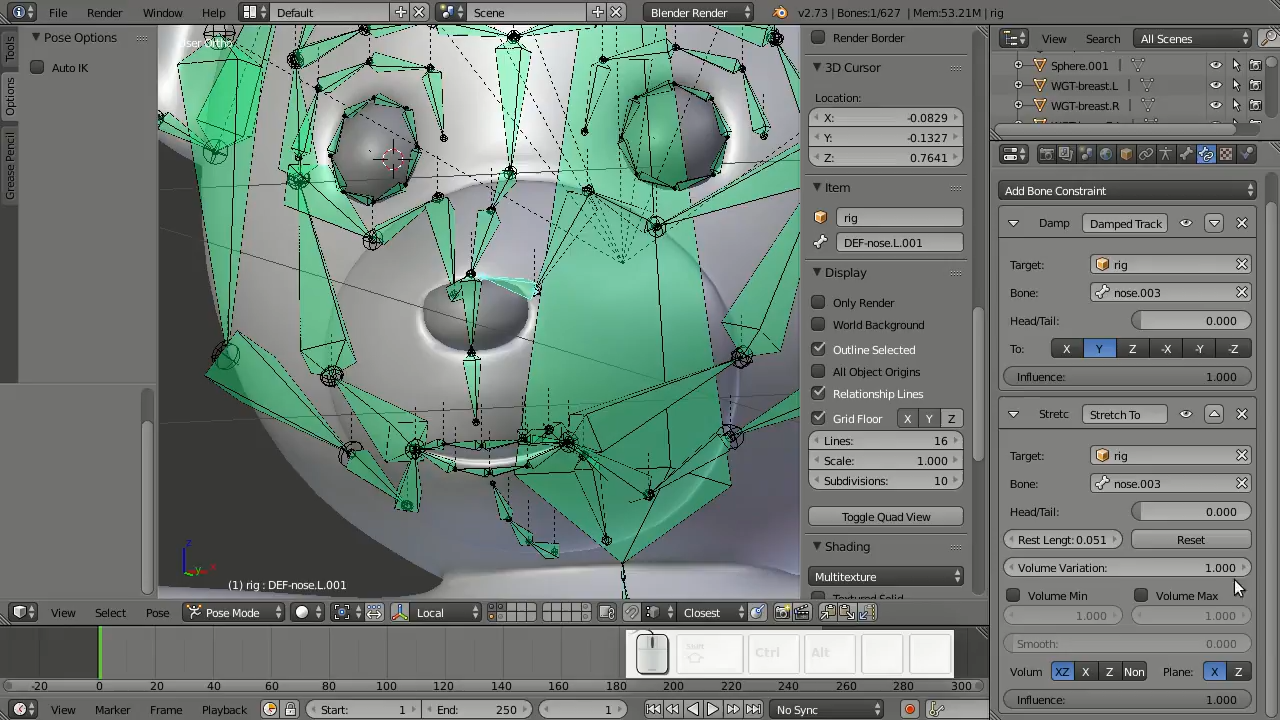 File Render Window Help Default Scene Blender Render v2.73 | Bones:1/627 | Mem:53.21M | rig
Tools
Options
Grease Pencil
Pose Options
Auto IK
User Ortho
(1) rig : DEF-nose.L.001
Render Border
3D Cursor
Location:
X: -0.0829
Y: -0.1327
Z: 0.7641
Item
rig
DEF-nose.L.001
Display
Only Render
World Background
Outline Selected
All Object Origins
Relationship Lines
Grid Floor X Y Z
Lines: 16
Scale: 1.000
Subdivisions: 10
Toggle Quad View
Shading
Multitexture
Textured Solid
View Search All Scenes
Sphere.001
WGT-breast.L
WGT-breast.R
Add Bone Constraint
Damp Damped Track
Target: rig
Bone: nose.003
Head/Tail: 0.000
To: X Y Z -X -Y -Z
Influence: 1.000
Stretc Stretch To
Target: rig
Bone: nose.003
Head/Tail: 0.000
Rest Lengt: 0.051 Reset
Volume Variation: 1.000
Volume Min Volume Max
1.000 1.000
Smooth: 0.000
Volum XZ X Z Non Plane: X Z
Influence: 1.000
View Select Pose Pose Mode Local Closest
Shift Ctrl Alt
-20 0 20 40 60 80 100 120 140 160 180 200 220 240 260 280 300
View Marker Frame Playback Start: 1 End: 250 1 No Sync